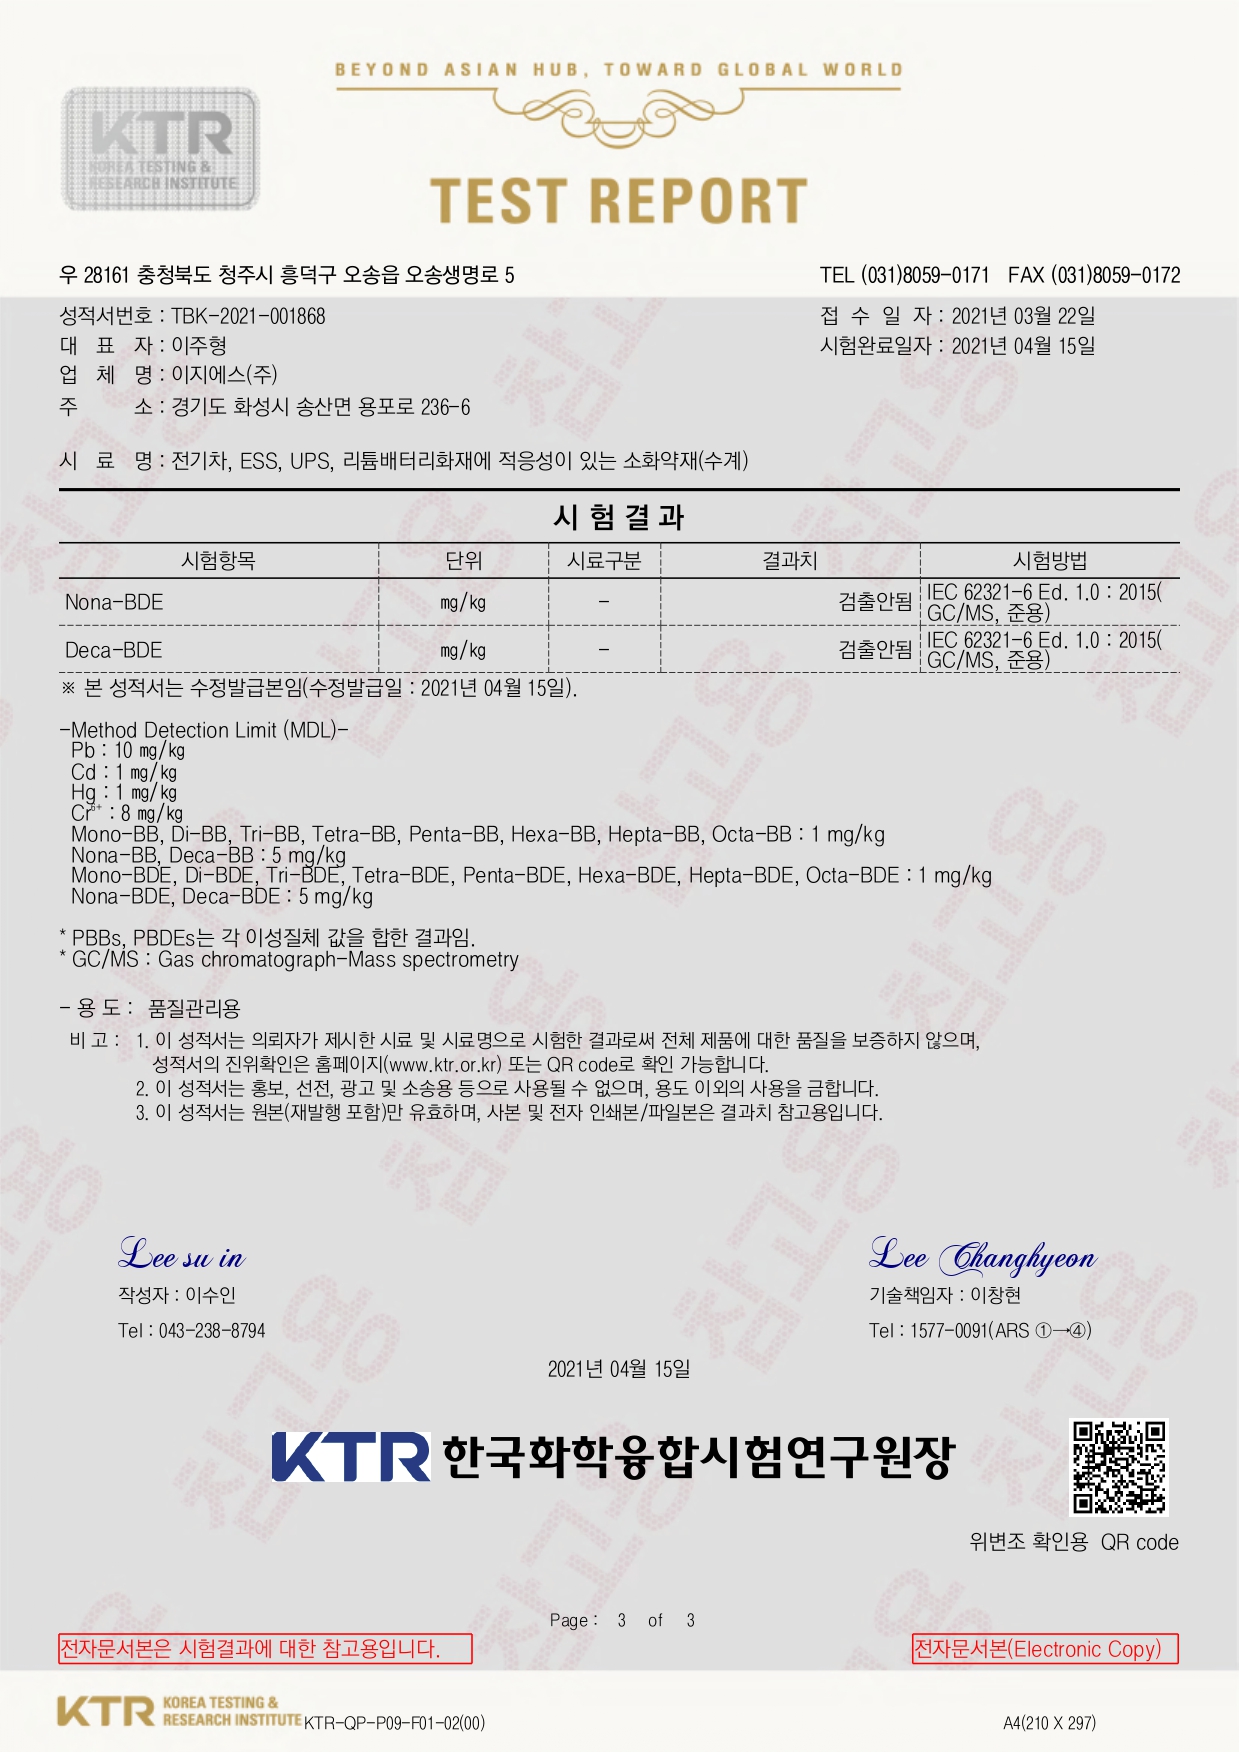 BEYOND ASIAN HUB, TOWARD GLOBAL WORLD
KTR
KOREA TESTING &
RESEARCH INSTITUTE
TEST REPORT
우 28161 충청북도 청주시 흥덕구 오송읍 오송생명로 5
TEL (031)8059-0171 FAX (031)8059-0172
성적서번호 : TBK-2021-001868
접 수 일 자 : 2021년 03월 22일
대 표 자 : 이주형
시험완료일자 : 2021년 04월 15일
업 체 명 : 이지에스(주)
주 소 : 경기도 화성시 송산면 용포로 236-6
시 료 명 : 전기차, ESS, UPS, 리튬배터리화재에 적응성이 있는 소화약재(수계)
시 험 결 과
시험항목 단위 시료구분 결과치 시험방법
Nona-BDE mg/kg - 검출안됨 IEC 62321-6 Ed. 1.0 : 2015(
GC/MS, 준용)
Deca-BDE mg/kg - 검출안됨 IEC 62321-6 Ed. 1.0 : 2015(
GC/MS, 준용)
※ 본 성적서는 수정발급본임(수정발급일 : 2021년 04월 15일).
-Method Detection Limit (MDL)-
Pb : 10 mg/kg
Cd : 1 mg/kg
Hg : 1 mg/kg
Cr⁶⁺ : 8 mg/kg
Mono-BB, Di-BB, Tri-BB, Tetra-BB, Penta-BB, Hexa-BB, Hepta-BB, Octa-BB : 1 mg/kg
Nona-BB, Deca-BB : 5 mg/kg
Mono-BDE, Di-BDE, Tri-BDE, Tetra-BDE, Penta-BDE, Hexa-BDE, Hepta-BDE, Octa-BDE : 1 mg/kg
Nona-BDE, Deca-BDE : 5 mg/kg
* PBBs, PBDEs는 각 이성질체 값을 합한 결과임.
* GC/MS : Gas chromatograph-Mass spectrometry
- 용 도 : 품질관리용
비 고 : 1. 이 성적서는 의뢰자가 제시한 시료 및 시료명으로 시험한 결과로써 전체 제품에 대한 품질을 보증하지 않으며,
성적서의 진위확인은 홈페이지(www.ktr.or.kr) 또는 QR code로 확인 가능합니다.
2. 이 성적서는 홍보, 선전, 광고 및 소송용 등으로 사용될 수 없으며, 용도 이외의 사용을 금합니다.
3. 이 성적서는 원본(재발행 포함)만 유효하며, 사본 및 전자 인쇄본/파일본은 결과치 참고용입니다.
Lee su in
Lee Changhyeon
작성자 : 이수인
기술책임자 : 이창현
Tel : 043-238-8794
Tel : 1577-0091(ARS ①→④)
2021년 04월 15일
KTR 한국화학융합시험연구원장
위변조 확인용 QR code
Page : 3 of 3
전자문서본은 시험결과에 대한 참고용입니다.
전자문서본(Electronic Copy)
KTR KOREA TESTING &
RESEARCH INSTITUTE KTR-QP-P09-F01-02(00)
A4(210 X 297)
참고용